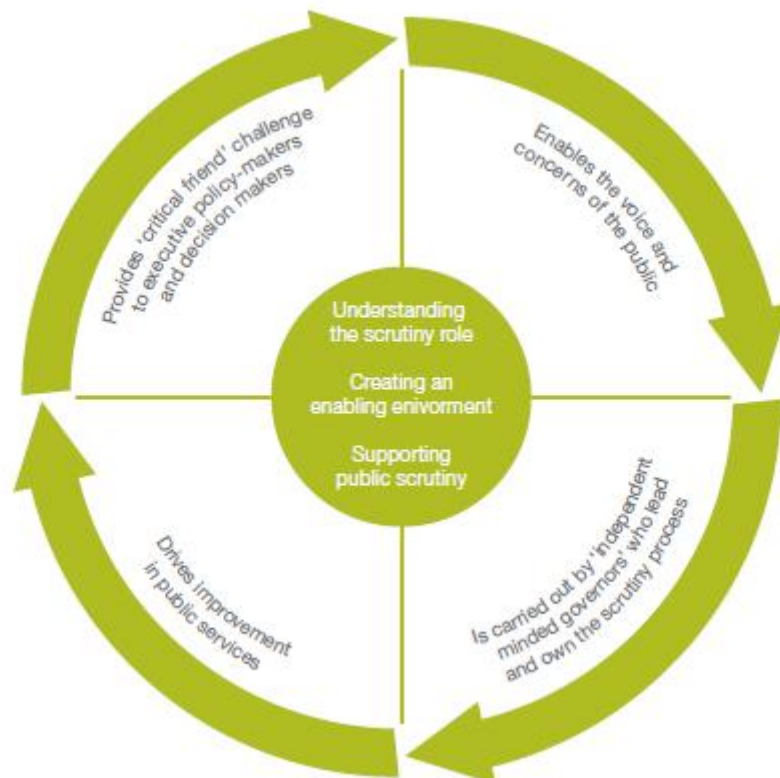 Provides 'critical friend' challenge
to executive policy-makers
and decision makers
Enables the voice and
concerns of the public
Understanding
the scrutiny role
Creating an
enabling enivorment
Supporting
public scrutiny
Drives improvement
in public services
Is carried out by 'independent
minded governors' who lead
and own the scrutiny process